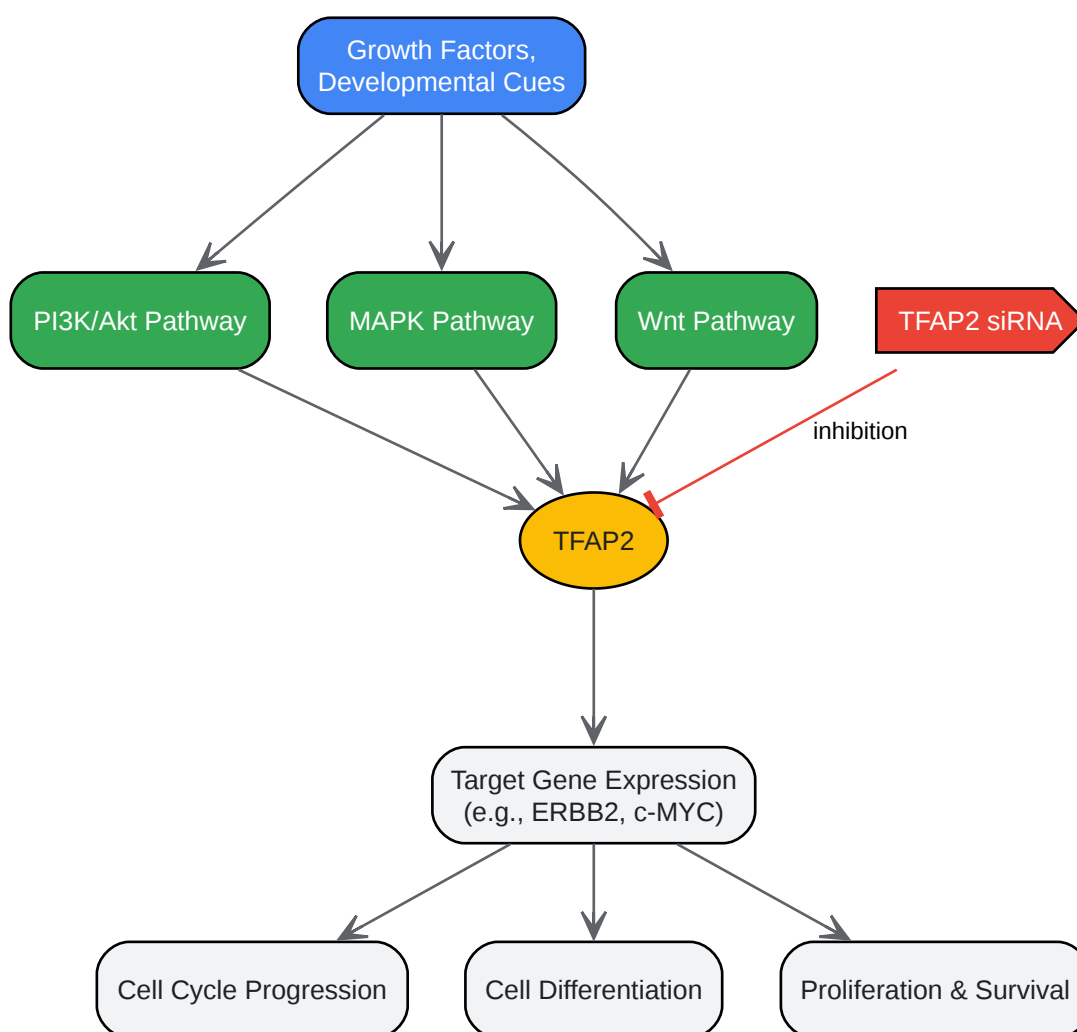 Growth Factors,
Developmental Cues
PI3K/Akt Pathway
MAPK Pathway
Wnt Pathway
TFAP2 siRNA
inhibition
TFAP2
Target Gene Expression
(e.g., ERBB2, c-MYC)
Cell Cycle Progression
Cell Differentiation
Proliferation & Survival